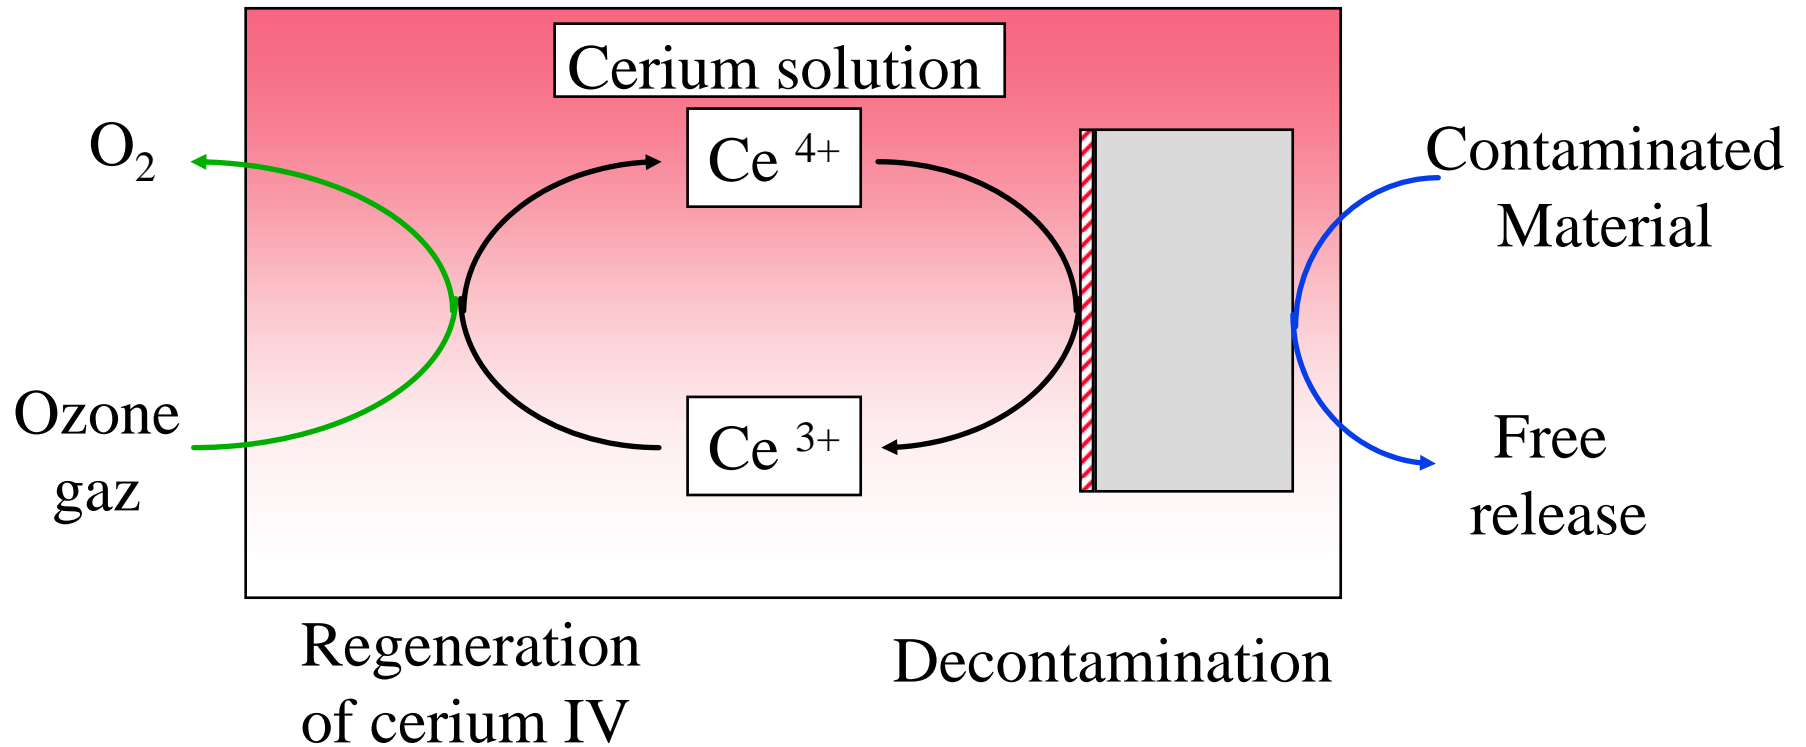 Cerium solution
O₂
Ce ⁴⁺
Contaminated
Material
Ozone
gaz
Ce ³⁺
Free
release
Regeneration
of cerium IV
Decontamination